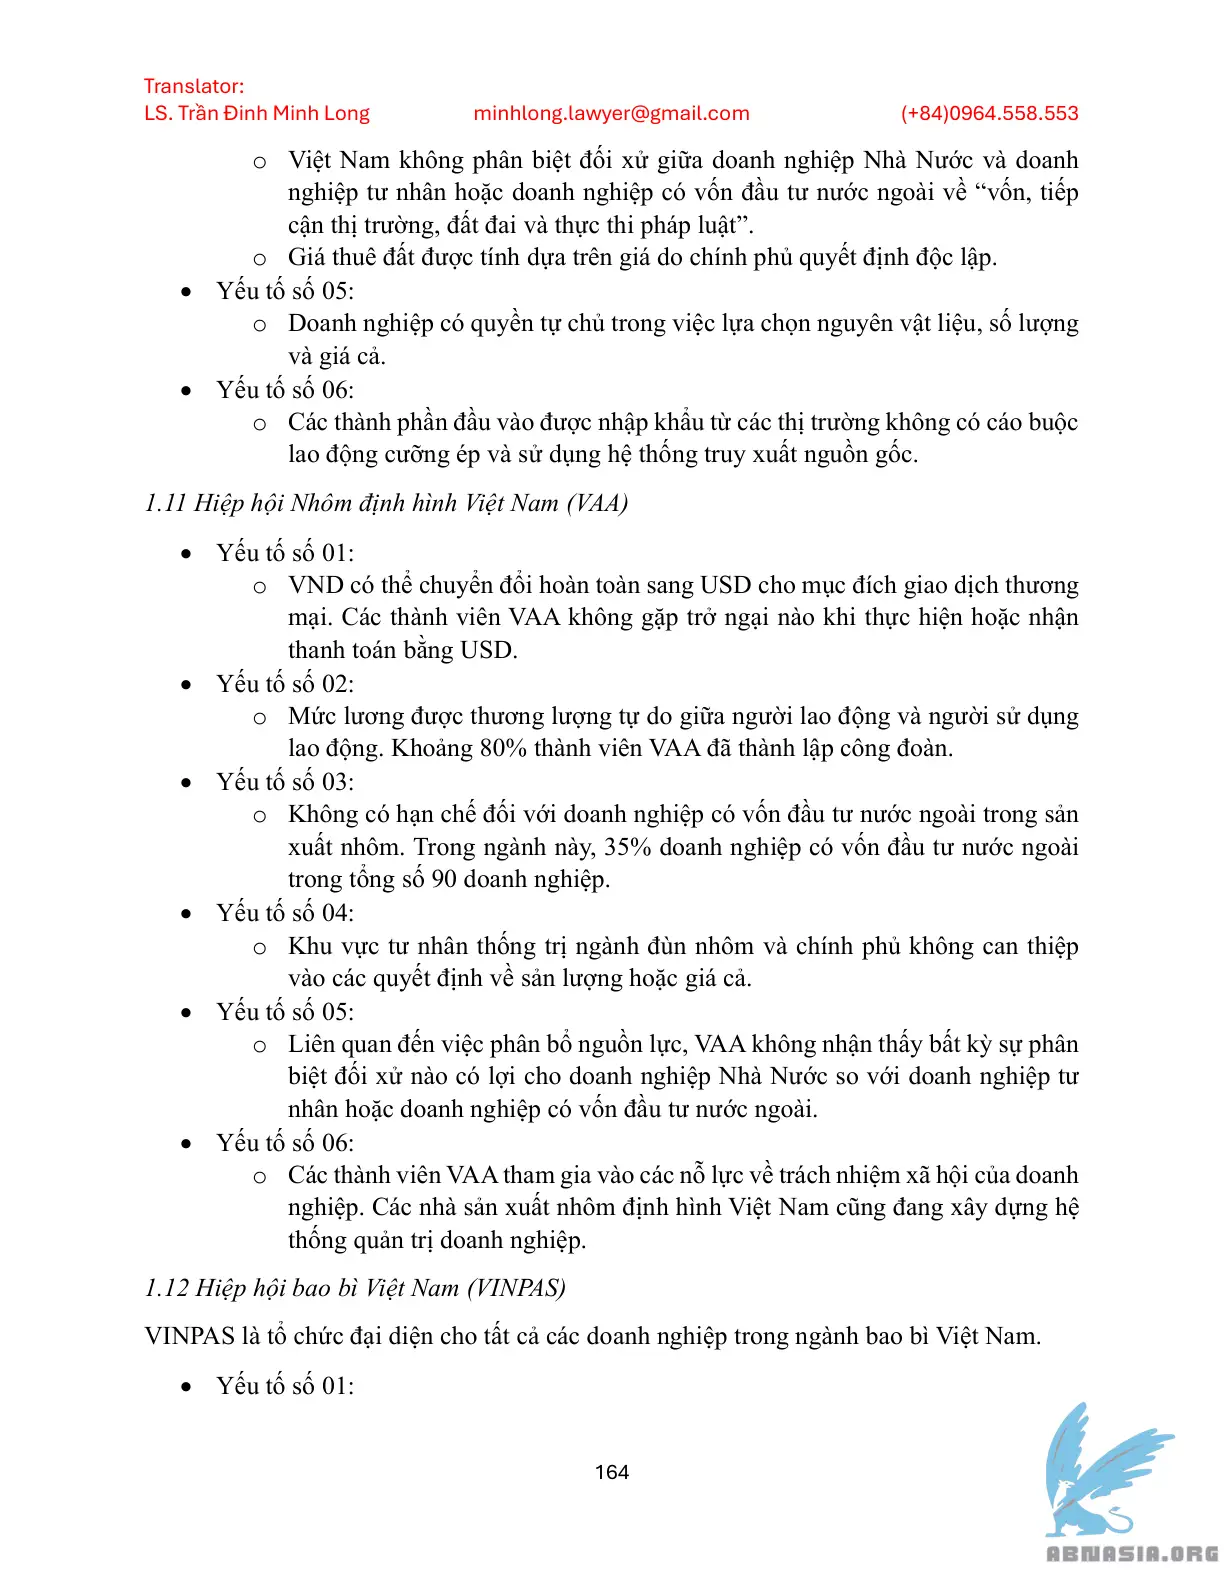 Translator:
LS. Trần Đinh Minh Long minhlong.lawyer@gmail.com (+84)0964.558.553
o Việt Nam không phân biệt đối xử giữa doanh nghiệp Nhà Nước và doanh
nghiệp tư nhân hoặc doanh nghiệp có vốn đầu tư nước ngoài về “vốn, tiếp
cận thị trường, đất đai và thực thi pháp luật”.
o Giá thuê đất được tính dựa trên giá do chính phủ quyết định độc lập.
• Yếu tố số 05:
o Doanh nghiệp có quyền tự chủ trong việc lựa chọn nguyên vật liệu, số lượng
và giá cả.
• Yếu tố số 06:
o Các thành phần đầu vào được nhập khẩu từ các thị trường không có cáo buộc
lao động cưỡng ép và sử dụng hệ thống truy xuất nguồn gốc.
1.11 Hiệp hội Nhôm định hình Việt Nam (VAA)
• Yếu tố số 01:
o VND có thể chuyển đổi hoàn toàn sang USD cho mục đích giao dịch thương
mại. Các thành viên VAA không gặp trở ngại nào khi thực hiện hoặc nhận
thanh toán bằng USD.
• Yếu tố số 02:
o Mức lương được thương lượng tự do giữa người lao động và người sử dụng
lao động. Khoảng 80% thành viên VAA đã thành lập công đoàn.
• Yếu tố số 03:
o Không có hạn chế đối với doanh nghiệp có vốn đầu tư nước ngoài trong sản
xuất nhôm. Trong ngành này, 35% doanh nghiệp có vốn đầu tư nước ngoài
trong tổng số 90 doanh nghiệp.
• Yếu tố số 04:
o Khu vực tư nhân thống trị ngành đùn nhôm và chính phủ không can thiệp
vào các quyết định về sản lượng hoặc giá cả.
• Yếu tố số 05:
o Liên quan đến việc phân bổ nguồn lực, VAA không nhận thấy bất kỳ sự phân
biệt đối xử nào có lợi cho doanh nghiệp Nhà Nước so với doanh nghiệp tư
nhân hoặc doanh nghiệp có vốn đầu tư nước ngoài.
• Yếu tố số 06:
o Các thành viên VAA tham gia vào các nỗ lực về trách nhiệm xã hội của doanh
nghiệp. Các nhà sản xuất nhôm định hình Việt Nam cũng đang xây dựng hệ
thống quản trị doanh nghiệp.
1.12 Hiệp hội bao bì Việt Nam (VINPAS)
VINPAS là tổ chức đại diện cho tất cả các doanh nghiệp trong ngành bao bì Việt Nam.
• Yếu tố số 01:
164
ABNASIA.ORG